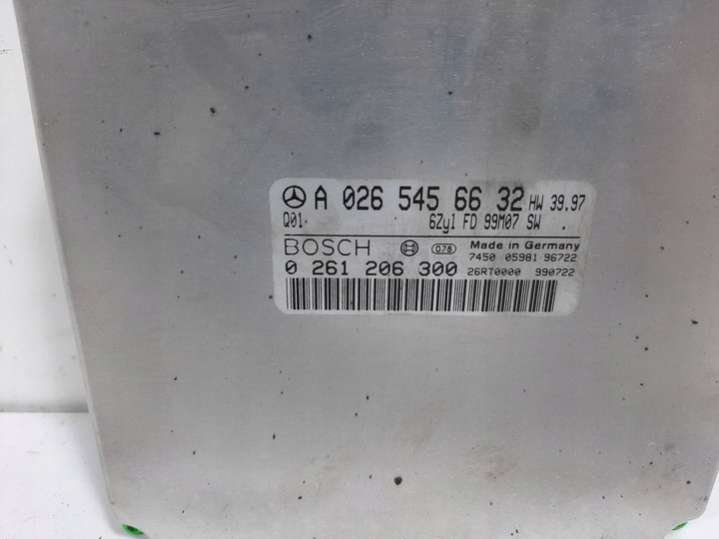 A 026 545 66 32 HW 39.97
Q01 6Zyl FD 99M07 SW .
BOSCH 078 Made in Germany
7450 05981 96722
0 261 206 300 26RT0000 990722